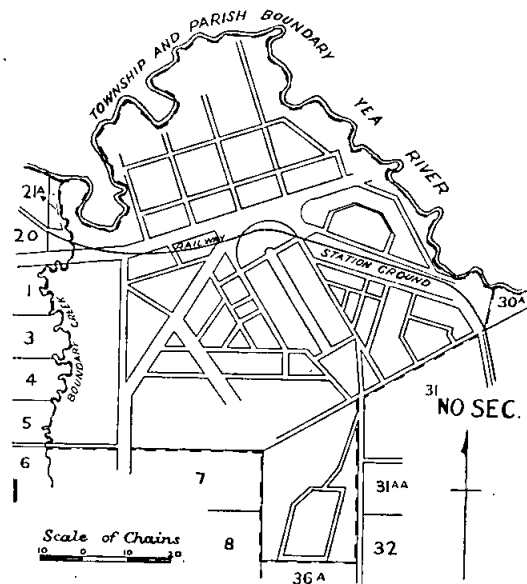 TOWNSHIP AND PARISH BOUNDARY
YEA RIVER
21A
20
RAILWAY
STATION GROUND
30A
1
3
BOUNDARY CREEK
4
5
6
31
NO SEC.
7
31AA
8
32
36A
Scale of Chains
10 0 10 20